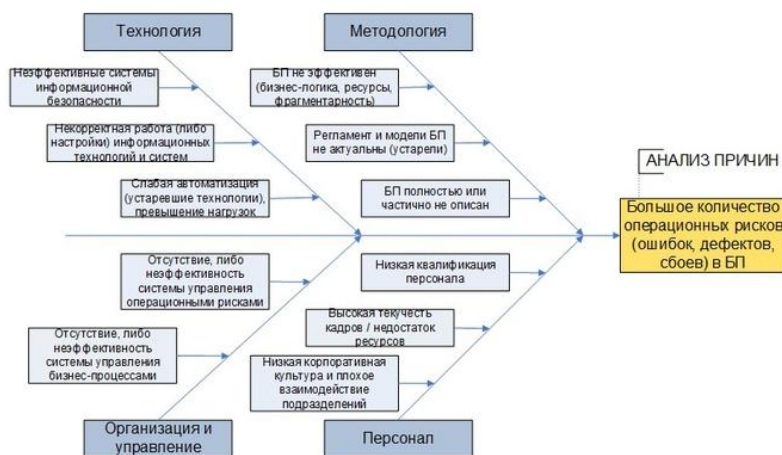 Технология
Методология
Неэффективные системы
информационной
безопасности
БП не эффективен
(бизнес-логика, ресурсы,
фрагментарность)
Некорректная работа (либо
настройки) информационных
технологий и систем
Регламент и модели БП
не актуальны (устарели)
АНАЛИЗ ПРИЧИН
Слабая автоматизация
(устаревшие технологии),
превышение нагрузок
БП полностью или
частично не описан
Большое количество
операционных рисков
(ошибок, дефектов,
сбоев) в БП
Отсутствие, либо
неэффективность
системы управления
операционными рисками
Низкая квалификация
персонала
Высокая текучесть
кадров / недостаток
ресурсов
Отсутствие, либо
неэффективность
системы управления
бизнес-процессами
Низкая корпоративная
культура и плохое
взаимодействие
подразделений
Организация и
управление
Персонал